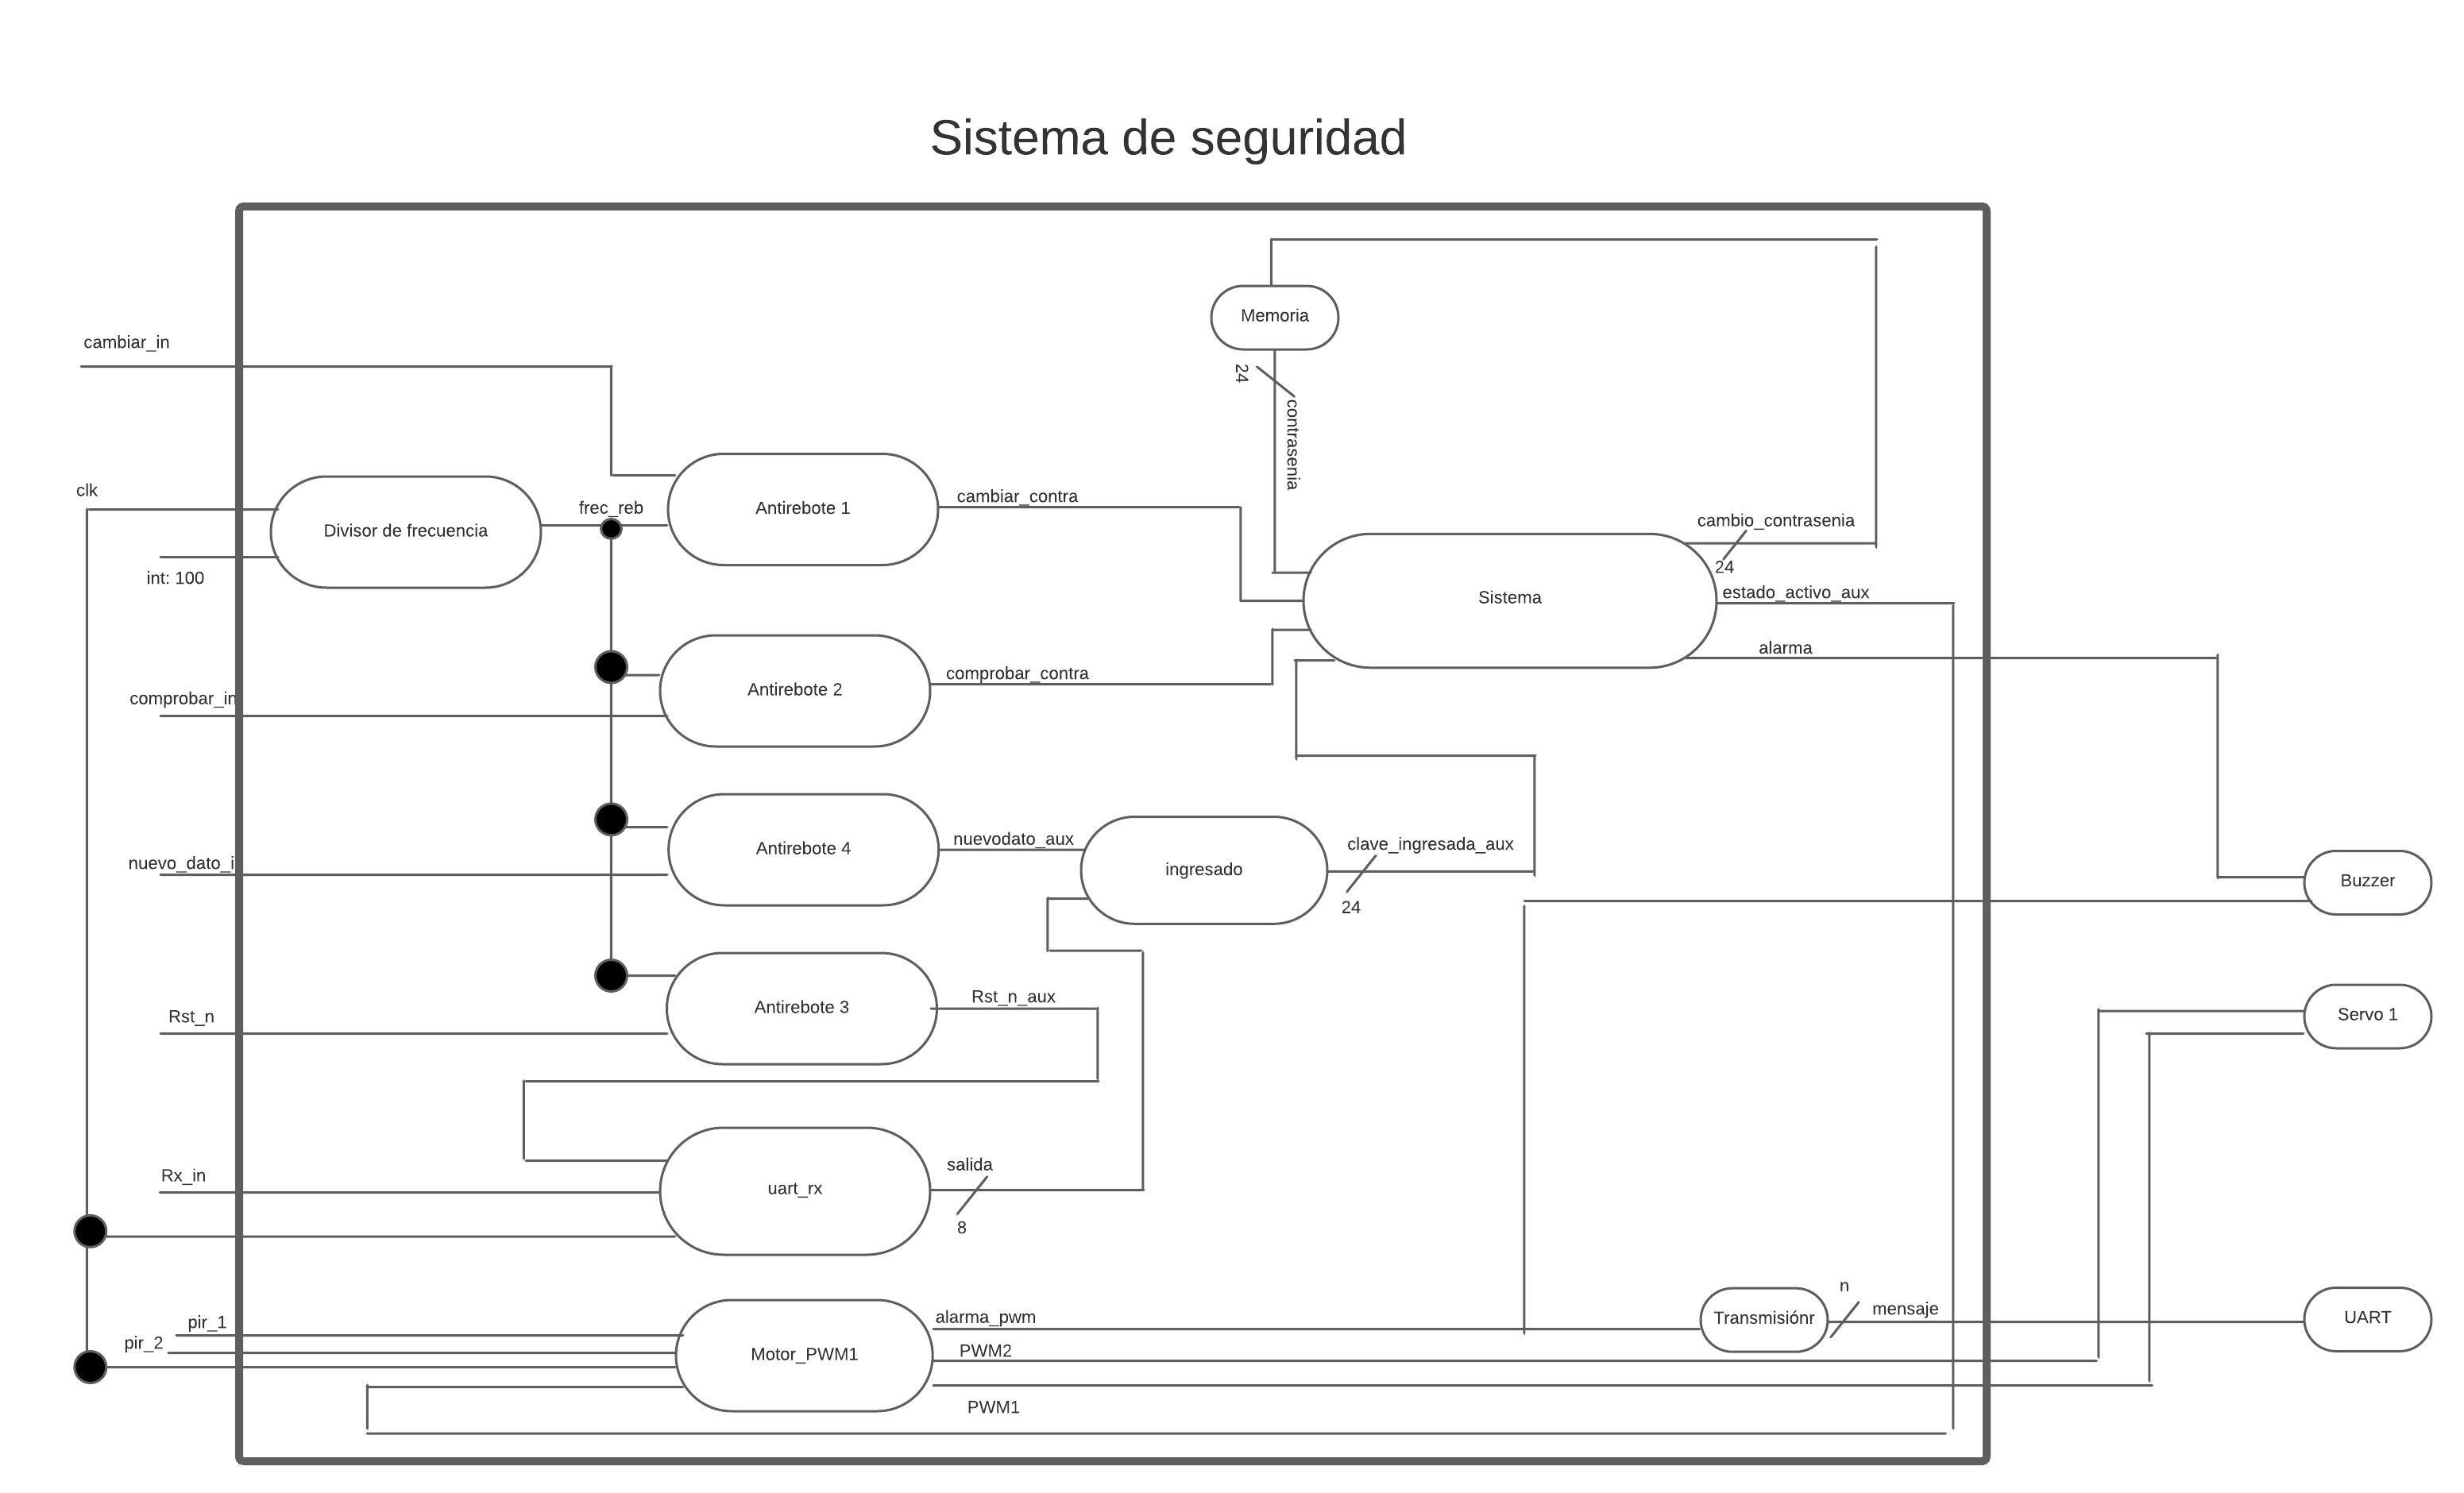 Sistema de seguridad
Memoria
cambiar_in
24
contrasenia
clk
Divisor de frecuencia
frec_reb
Antirebote 1
cambiar_contra
int: 100
Sistema
cambio_contrasenia
24
estado_activo_aux
alarma
comprobar_in
Antirebote 2
comprobar_contra
nuevo_dato_i
Antirebote 4
nuevodato_aux
ingresado
clave_ingresada_aux
24
Buzzer
Rst_n
Antirebote 3
Rst_n_aux
Servo 1
Rx_in
uart_rx
salida
8
pir_1
pir_2
Motor_PWM1
alarma_pwm
PWM2
PWM1
Transmisiónr
n
mensaje
UART